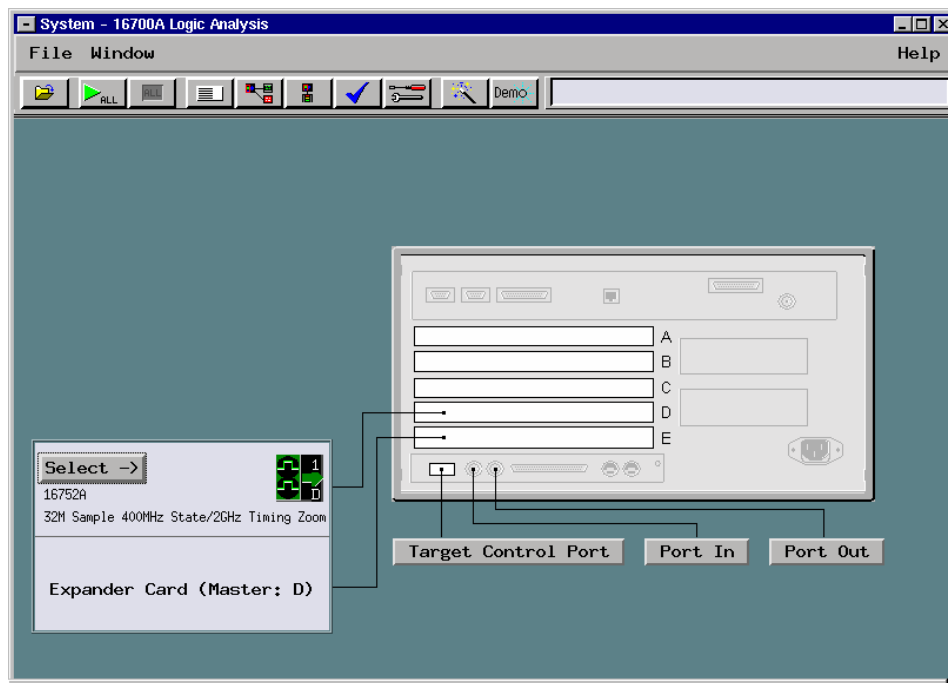 System - 16700A Logic Analysis
File Window Help
ALL ALL Demo
A
B
C
D
E
Select ->
1
D
16752A
32M Sample 400MHz State/2GHz Timing Zoom
Expander Card (Master: D)
Target Control Port Port In Port Out